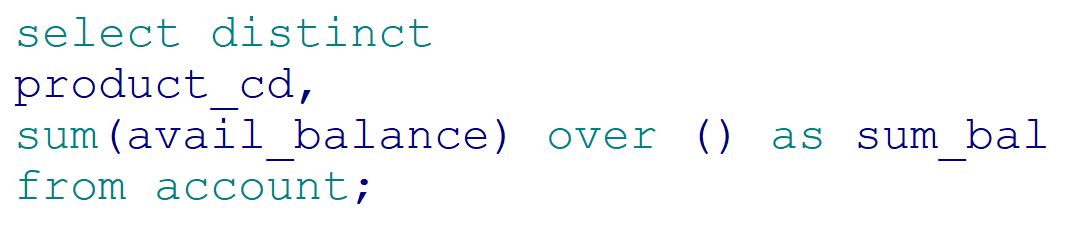 select distinct
product_cd,
sum(avail_balance) over () as sum_bal
from account;